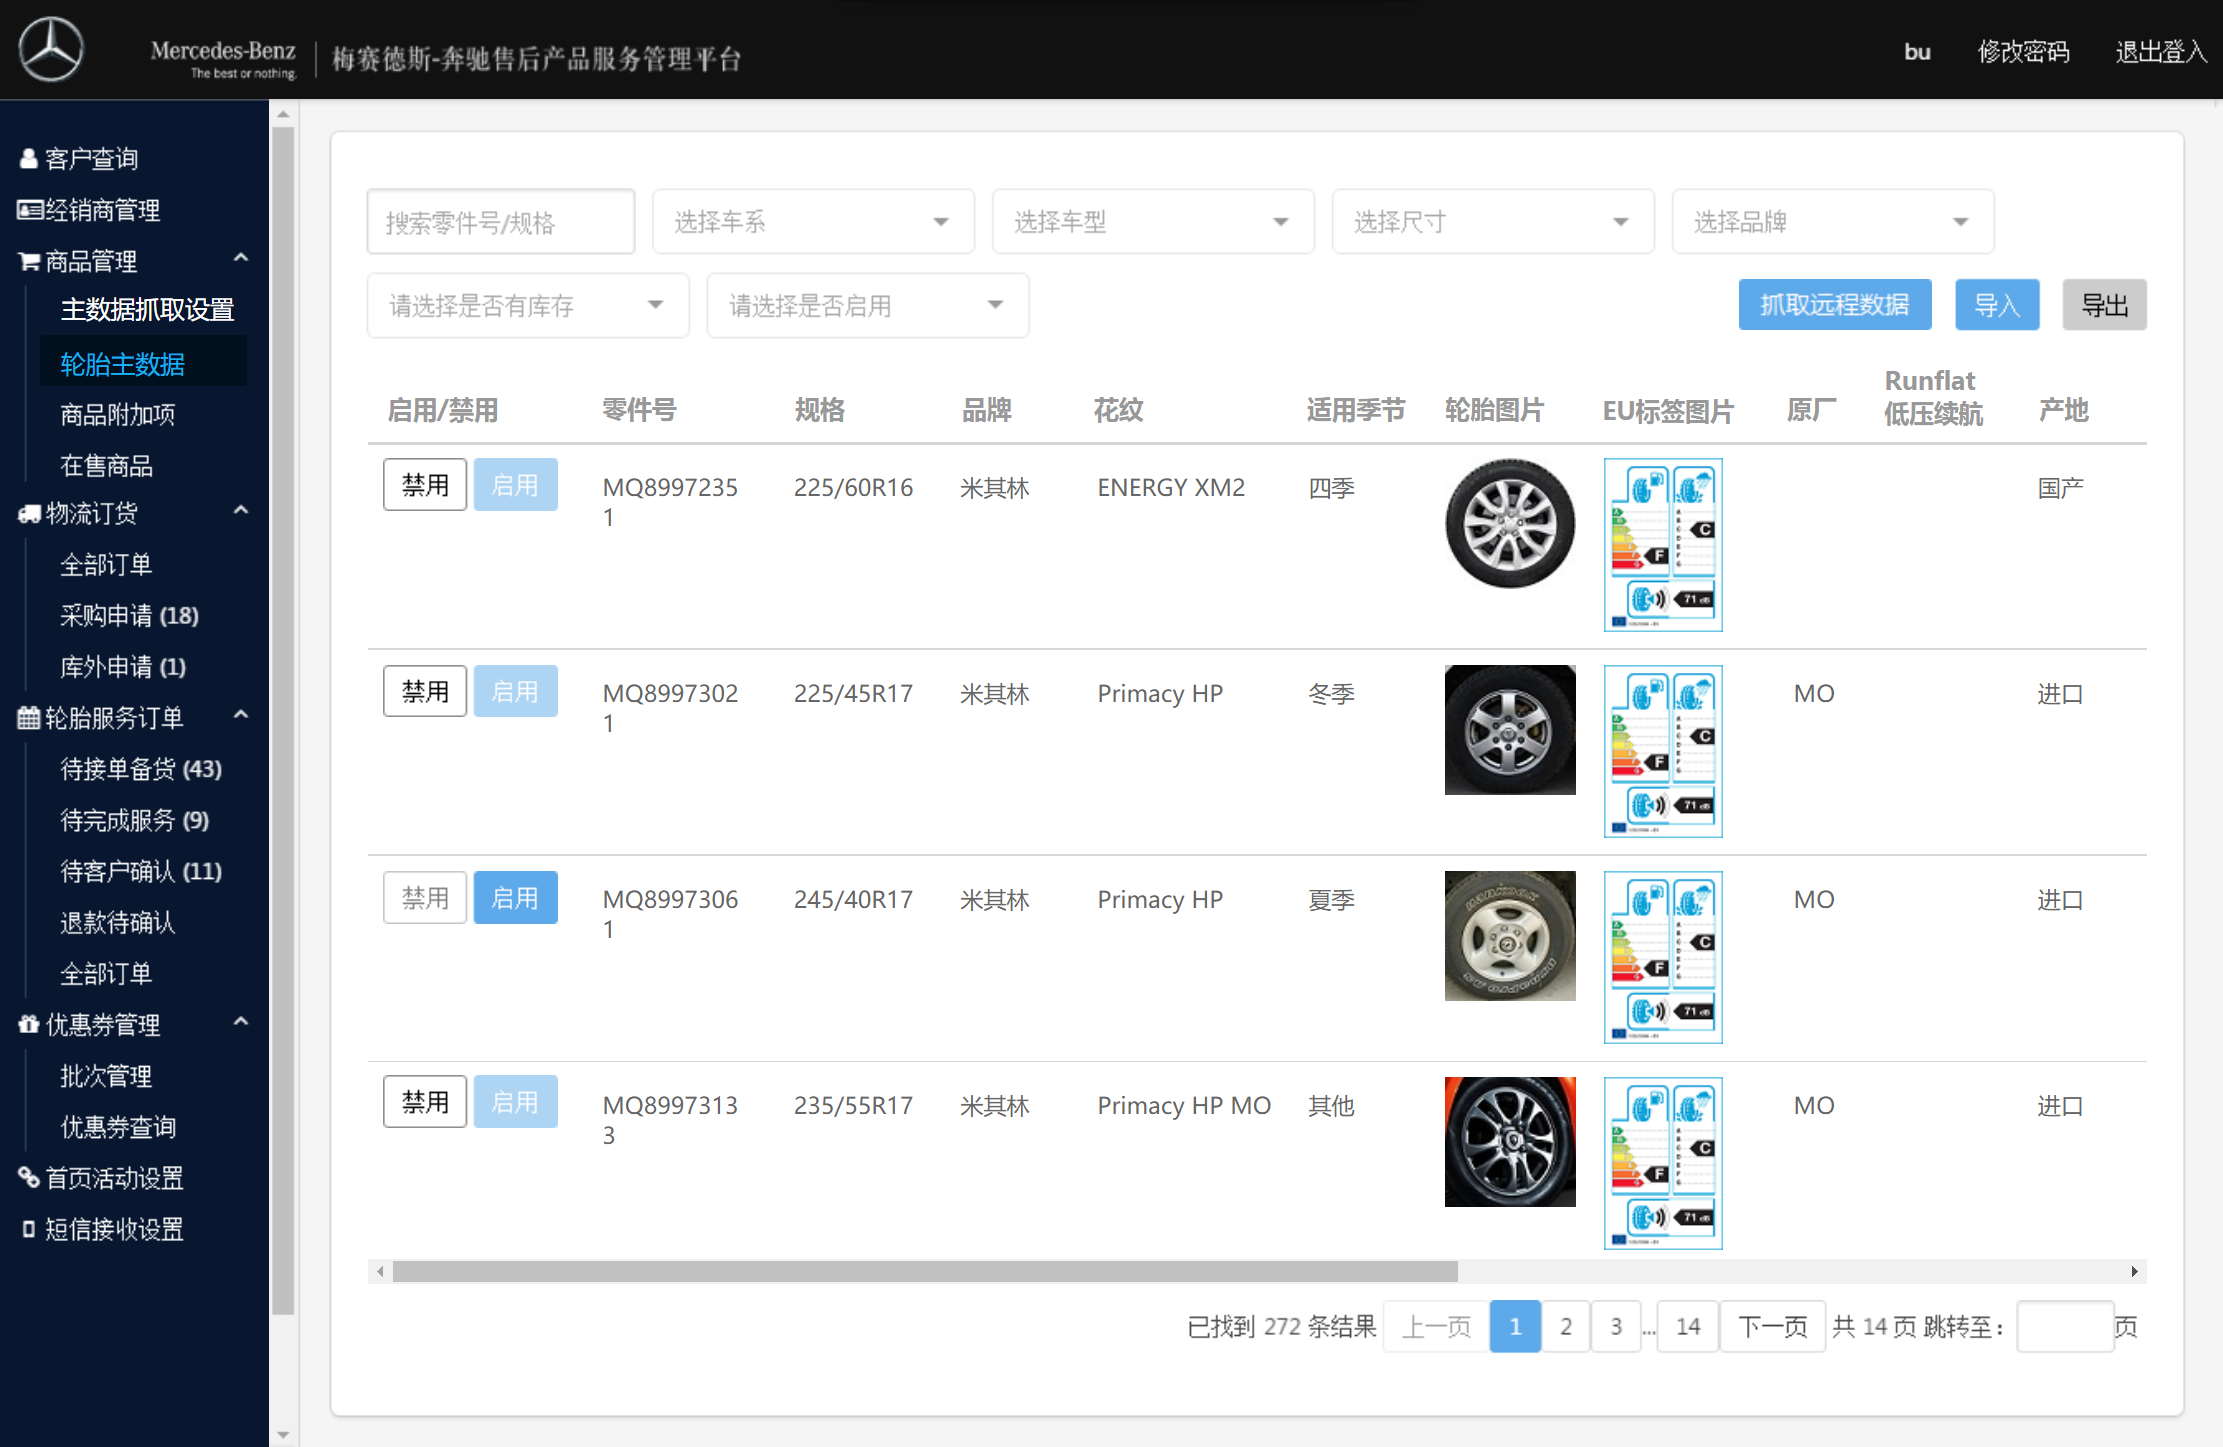 Mercedes-Benz
The best or nothing.
梅赛德斯-奔驰售后产品服务管理平台
bu 修改密码 退出登入
客户查询
经销商管理
商品管理
主数据抓取设置
轮胎主数据
商品附加项
在售商品
物流订货
全部订单
采购申请 (18)
库外申请 (1)
轮胎服务订单
待接单备货 (43)
待完成服务 (9)
待客户确认 (11)
退款待确认
全部订单
优惠券管理
批次管理
优惠券查询
首页活动设置
短信接收设置
搜索零件号/规格 选择车系 选择车型 选择尺寸 选择品牌
请选择是否有库存 请选择是否启用 抓取远程数据 导入 导出
启用/禁用 零件号 规格 品牌 花纹 适用季节 轮胎图片 EU标签图片 原厂 Runflat
低压续航 产地
禁用 启用 MQ8997235 225/60R16 米其林 ENERGY XM2 四季 国产
1
C
F
71 dB
禁用 启用 MQ8997302 225/45R17 米其林 Primacy HP 冬季 MO 进口
1
C
F
71 dB
禁用 启用 MQ8997306 245/40R17 米其林 Primacy HP 夏季 MO 进口
1
C
F
71 dB
禁用 启用 MQ8997313 235/55R17 米其林 Primacy HP MO 其他 MO 进口
3
C
F
71 dB
已找到 272 条结果 上一页 1 2 3 ... 14 下一页 共 14 页 跳转至： 页